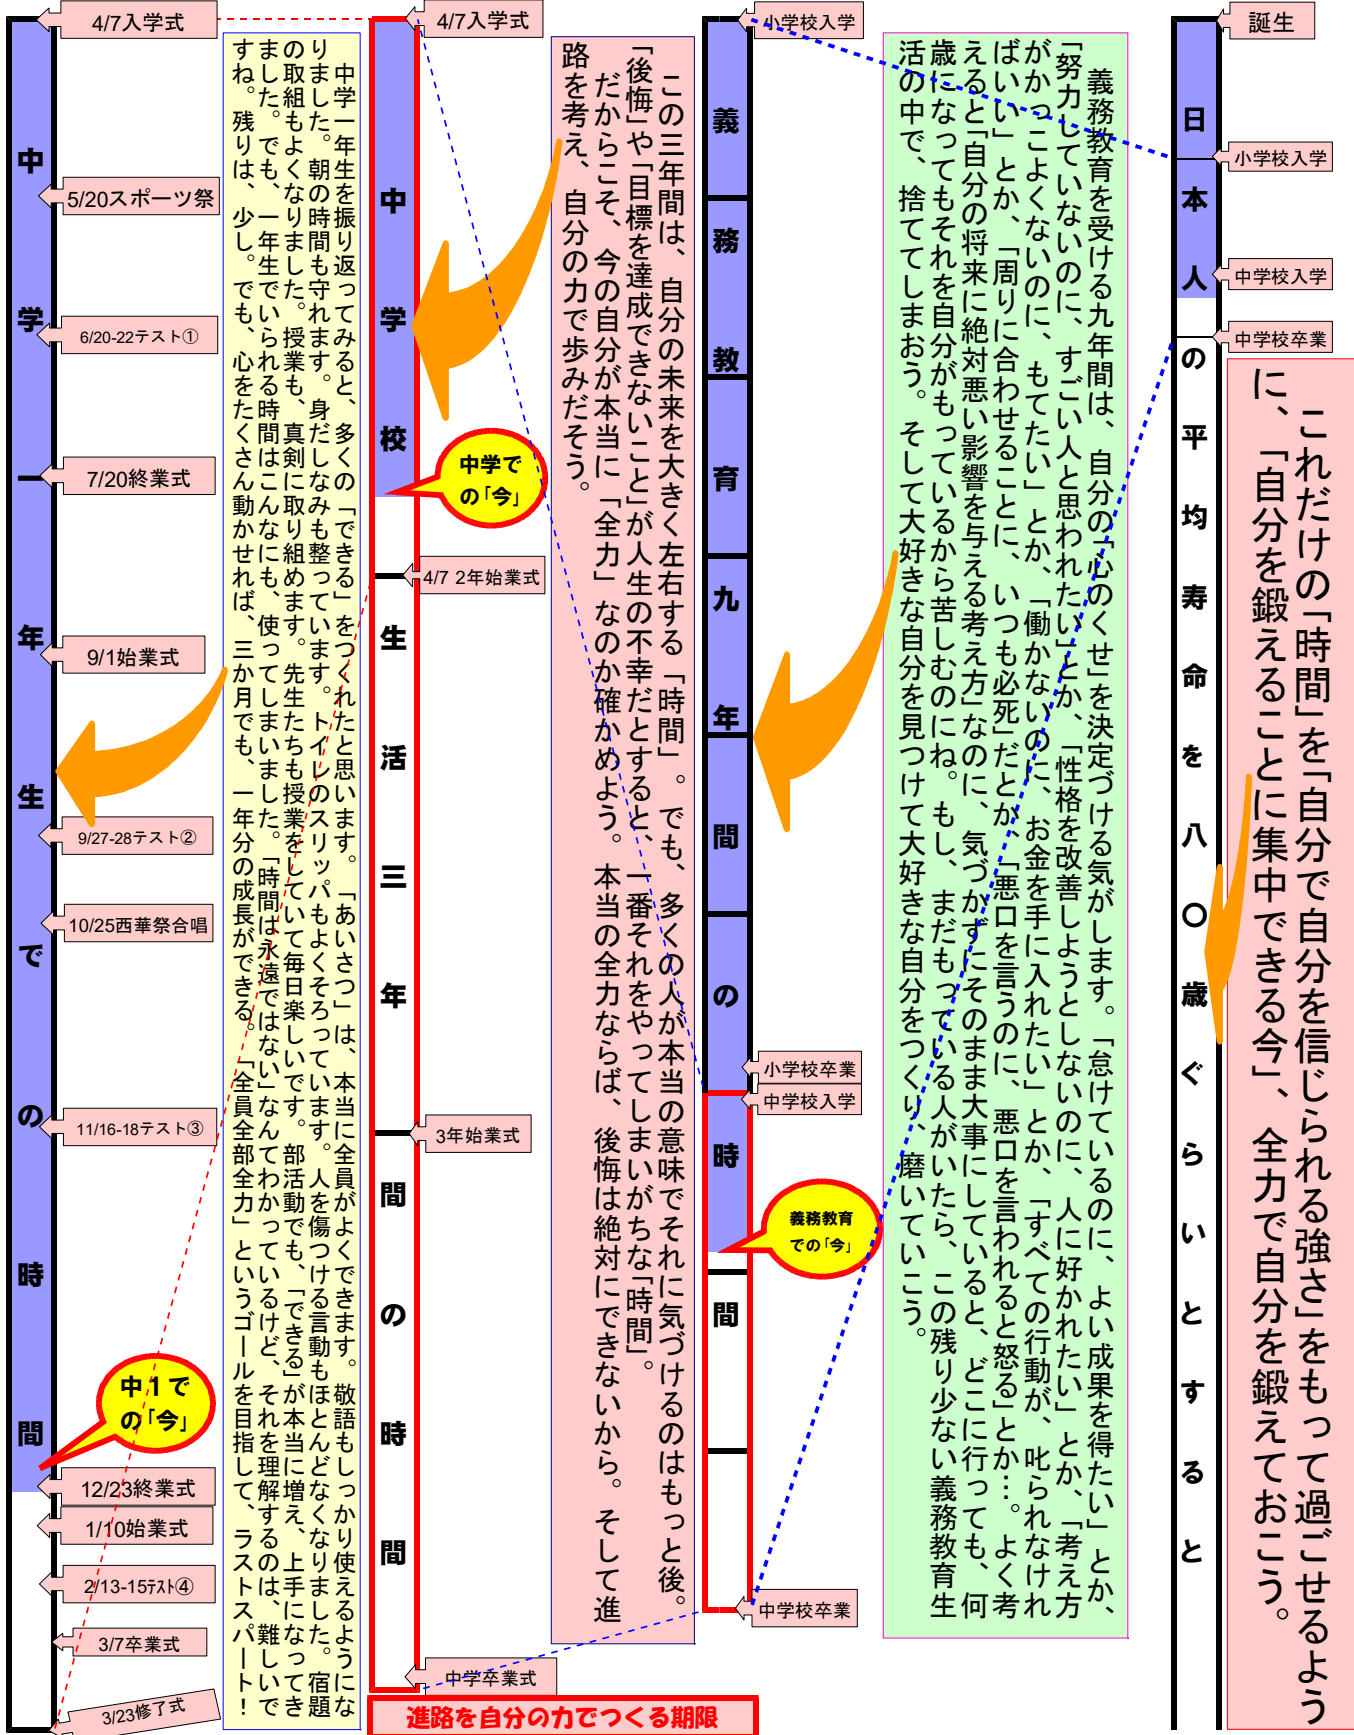 誕生
小学校入学
中学校入学
中学校卒業
日本人の平均寿命を八〇歳ぐらいとすると
これだけの「時間」を「自分で自分を信じられる強さ」をもって過ごせるよう
に、「自分を鍛えることに集中できる今」、全力で自分を鍛えておこう。
義務教育を受ける九年間は、自分の「心のくせ」を決定づける気がします。「怠けているのに、よい成果を得たい」とか、
「努力していないのに、すごい人と思われたい」とか、「性格を改善しようとしないのに、人に好かれたい」とか、「考え方
がかっこよくないのに、もてたい」とか、「働かないのに、お金を手に入れたい」とか、「すべての行動が、叱られなけれ
ばいい」とか、「周りに合わせることに、いつも必死」だとか、「悪口を言うのに、悪口を言われると怒る」とか…。よく考
えると「自分の将来に絶対悪い影響を与える考え方」なのに、気づかずにそのまま大事にしていると、どこに行っても、何
歳になってもそれを自分がもっているから苦しむのにね。もし、まだもっている人がいたら、この残り少ない義務教育生
活の中で、捨ててしまおう。そして大好きな自分を見つけて大好きな自分をつくり、磨いていこう。
小学校入学
義務教育九年間の時間
小学校卒業
中学校入学
義務教育
での「今」
中学校卒業
この三年間は、自分の未来を大きく左右する「時間」。でも、多くの人が本当の意味でそれに気づけるのはもっと後。
「後悔」や「目標を達成できないこと」が人生の不幸だとすると、一番それをやってしまいがちな「時間」。
だからこそ、今の自分が本当に「全力」なのか確かめよう。本当の全力ならば、後悔は絶対にできないから。そして進
路を考え、自分の力で歩みだそう。
4/7入学式
中学校生活三年間の時間
中学で
の「今」
4/7 2年始業式
3年始業式
中学卒業式
進路を自分の力でつくる期限
中学一年生を振り返ってみると、多くの「できる」をつくれたと思います。「あいさつ」は、本当に全員がよくできます。敬語もしっかり使えるようにな
りました。朝の時間も守れます。身だしなみも整っています。トイレのスリッパもよくそろっています。人を傷つける言動もほとんどなくなりました。宿題
の取組もよくなりました。授業も、真剣に取り組めます。先生たちも授業をしていて毎日楽しいです。部活動でも、「できる」が本当に増え、上手になってき
ました。でも、一年生でいられる時間はこんなにも、使ってしまいました。「時間は永遠ではない」なんてわかっているけど、それを理解するのは、難しいで
すね。残りは、少し。でも、心をたくさん動かせれば、三か月でも、一年分の成長ができる。「全員全部全力」というゴールを目指して、ラストスパート！
4/7入学式
中学一年生での時間
5/20スポーツ祭
6/20-22テスト①
7/20終業式
9/1始業式
9/27-28テスト②
10/25西華祭合唱
11/16-18テスト③
中1で
の「今」
12/23終業式
1/10始業式
2/13-15ﾃｽﾄ④
3/7卒業式
3/23修了式